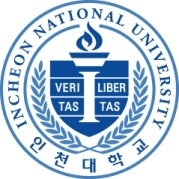 INCHEON NATIONAL UNIVERSITY
VERI LIBER
TAS TAS
인천대학교